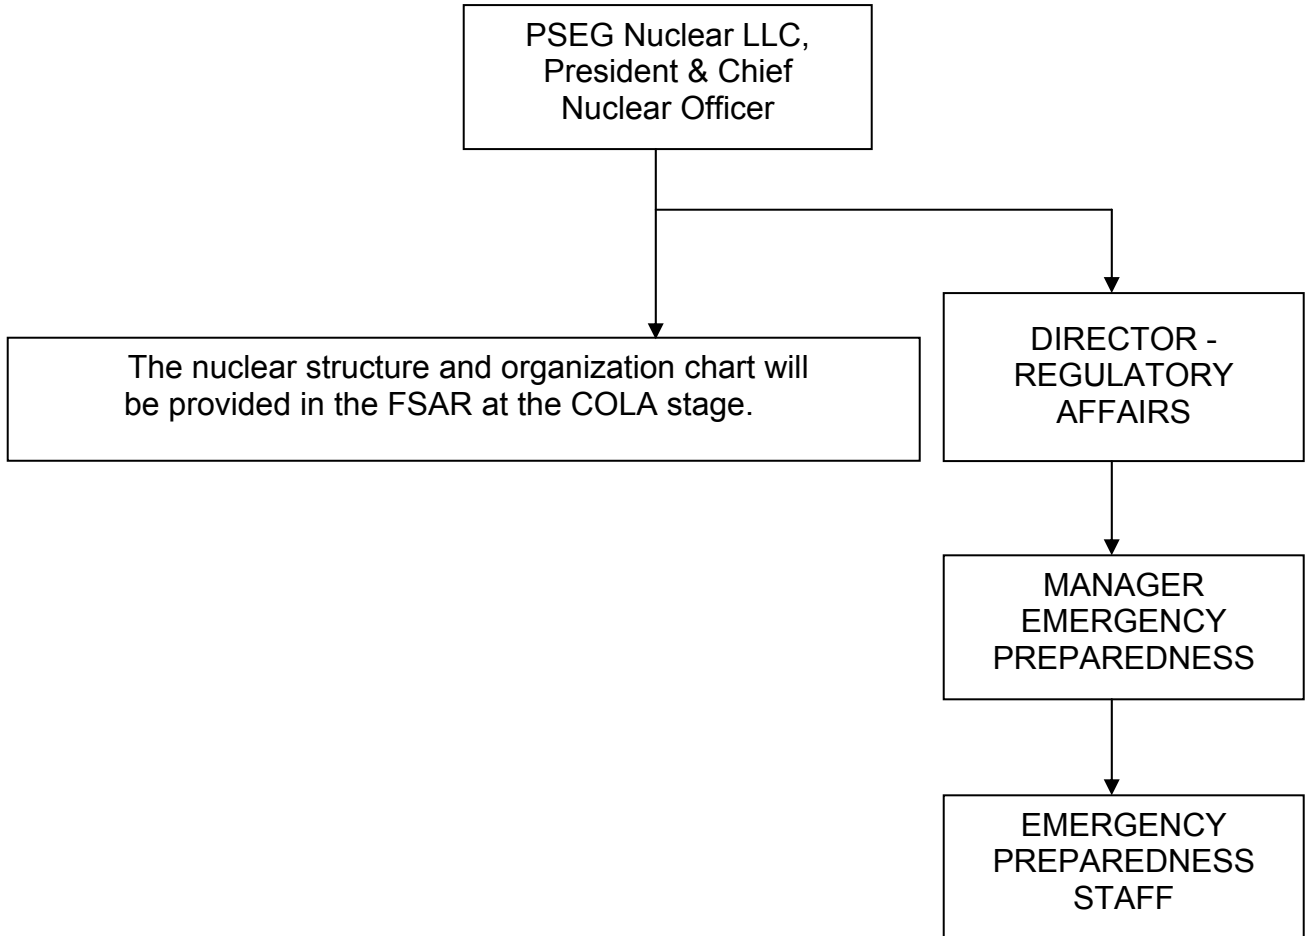 PSEG Nuclear LLC,
President & Chief
Nuclear Officer
The nuclear structure and organization chart will
be provided in the FSAR at the COLA stage.
DIRECTOR -
REGULATORY
AFFAIRS
MANAGER
EMERGENCY
PREPAREDNESS
EMERGENCY
PREPAREDNESS
STAFF